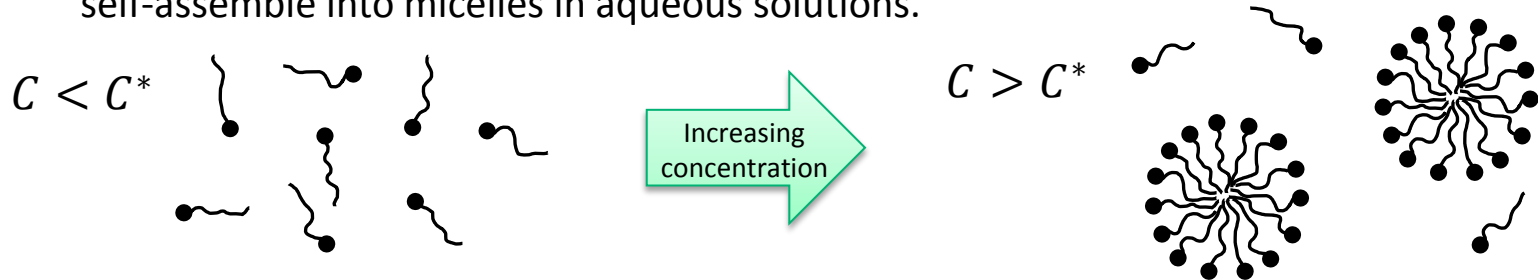 self-assemble into micelles in aqueous solutions.
C < C*
C > C*
Increasing
concentration